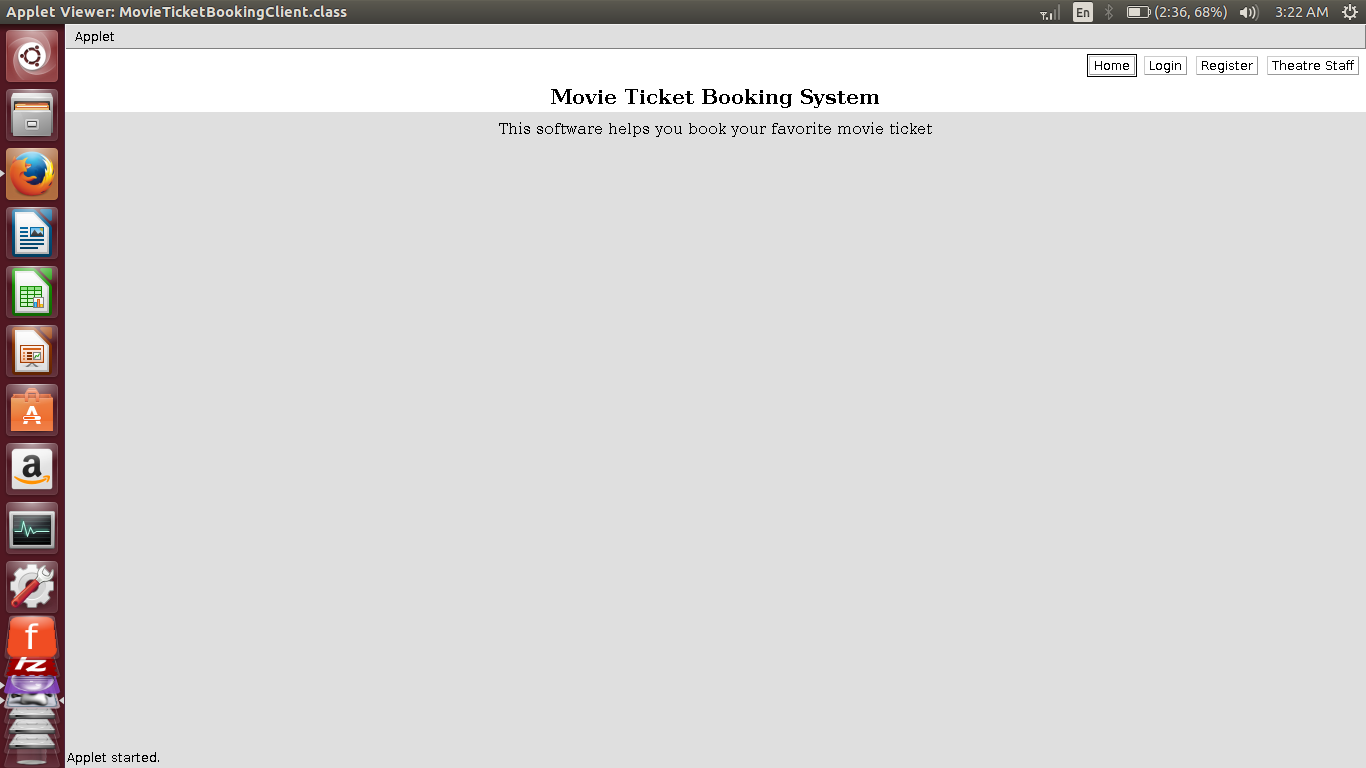 Applet Viewer: MovieTicketBookingClient.class
En
(2:36, 68%)
3:22 AM
Applet
Home
Login
Register
Theatre Staff
Movie Ticket Booking System
This software helps you book your favorite movie ticket
A
a
f
Applet started.